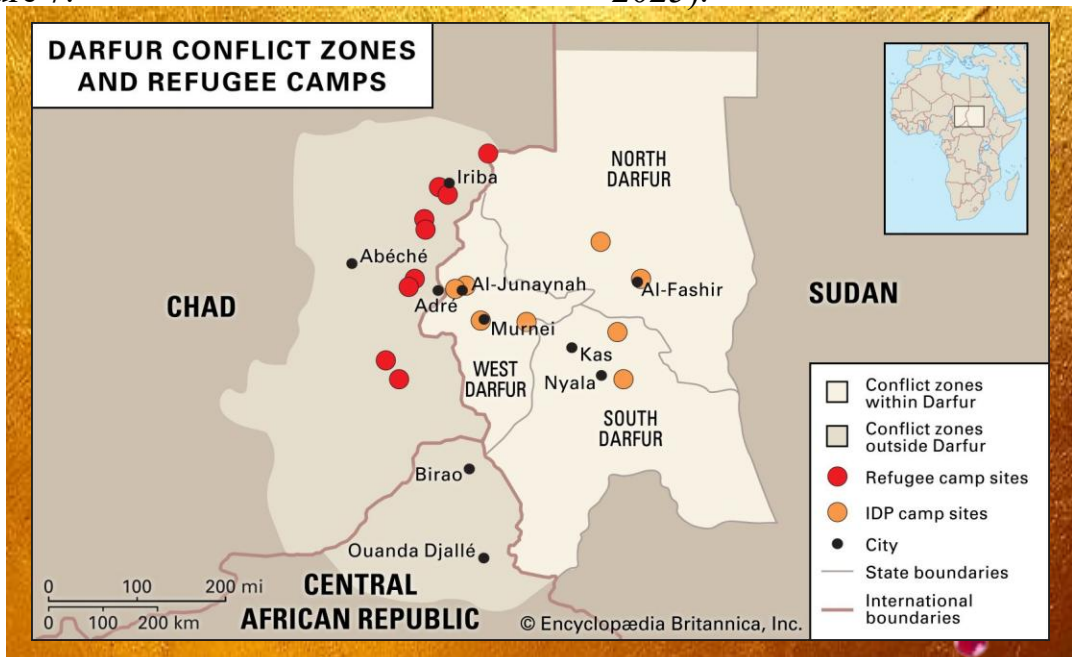 7.
2023).
DARFUR CONFLICT ZONES
AND REFUGEE CAMPS
NORTH
DARFUR
Iriba
Abéché
Al-Junaynah
Al-Fashir
Adré
CHAD
SUDAN
Murnei
Kas
WEST
DARFUR
Nyala
SOUTH
DARFUR
Birao
Ouanda Djallé
CENTRAL
AFRICAN REPUBLIC
0 100 200 mi
0 100 200 km
© Encyclopædia Britannica, Inc.
Conflict zones
within Darfur
Conflict zones
outside Darfur
Refugee camp sites
IDP camp sites
City
State boundaries
International
boundaries